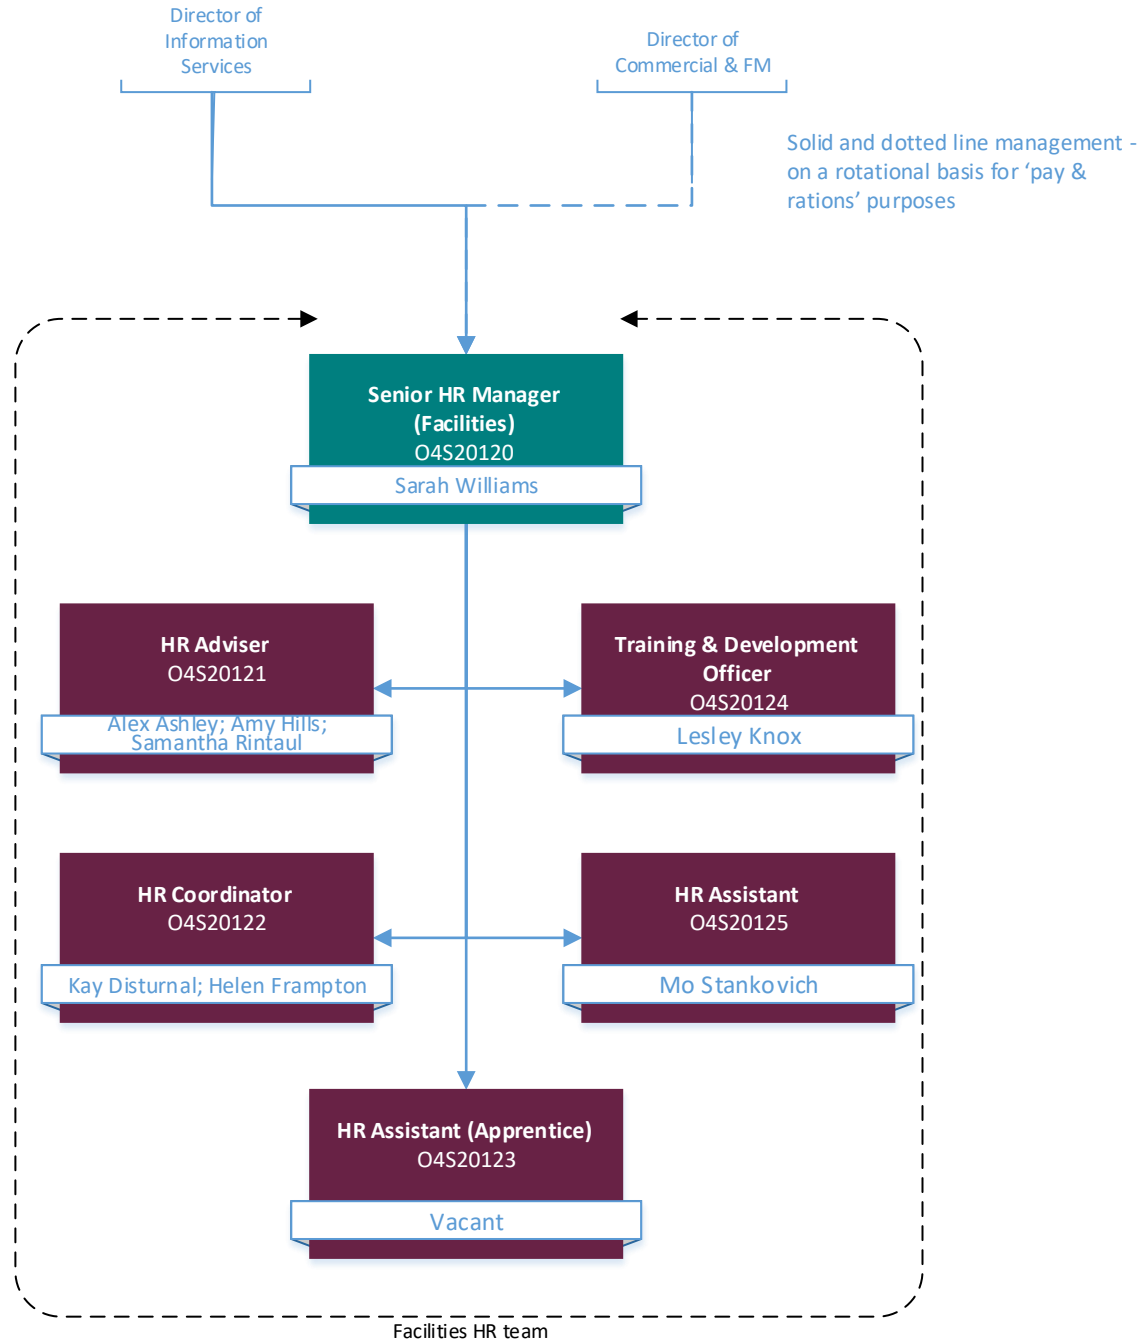 Director of
Information
Services
Director of
Commercial & FM
Solid and dotted line management -
on a rotational basis for ‘pay &
rations’ purposes
Senior HR Manager
(Facilities)
O4S20120
Sarah Williams
HR Adviser
O4S20121
Alex Ashley; Amy Hills;
Samantha Rintaul
Training & Development
Officer
O4S20124
Lesley Knox
HR Coordinator
O4S20122
Kay Disturnal; Helen Frampton
HR Assistant
O4S20125
Mo Stankovich
HR Assistant (Apprentice)
O4S20123
Vacant
Facilities HR team